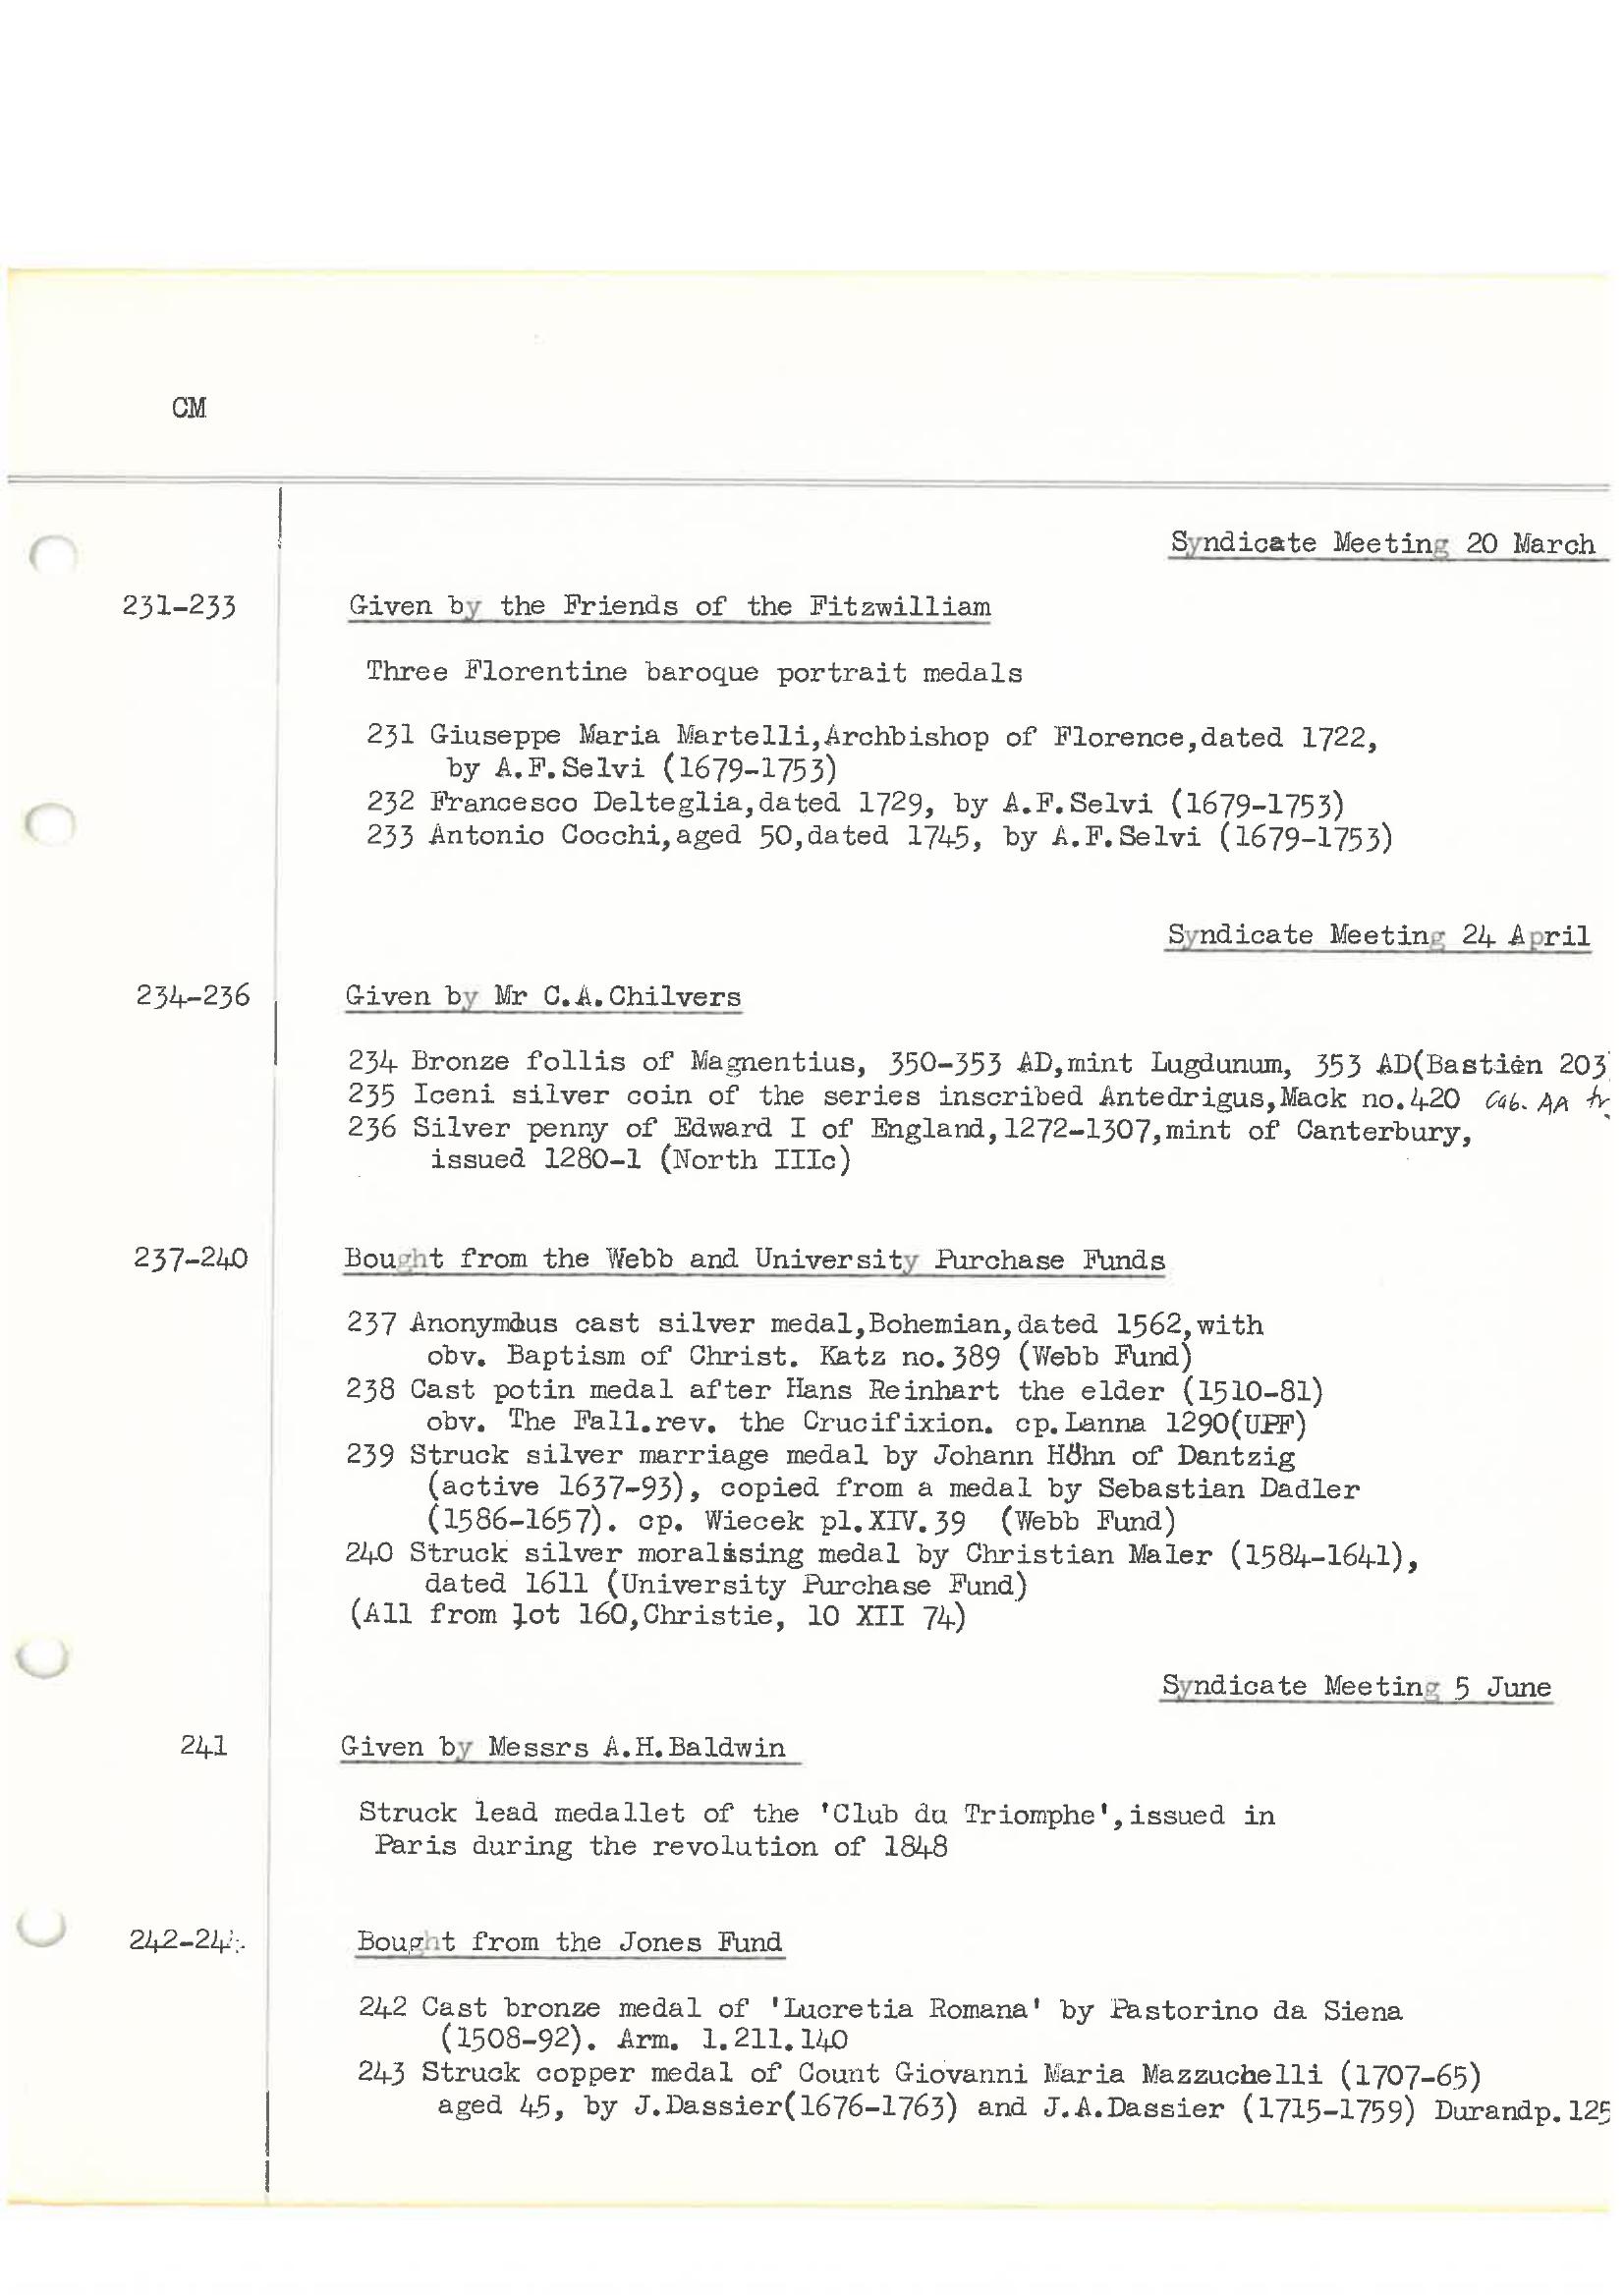 CM
Syndicate Meeting 20 March
231-233 Given by the Friends of the Fitzwilliam
Three Florentine baroque portrait medals
231 Giuseppe Maria Martelli,Archbishop of Florence,dated 1722,
by A.F.Selvi (1679-1753)
232 Francesco Delteglia,dated 1729, by A.F.Selvi (1679-1753)
233 Antonio Cocchi,aged 50,dated 1745, by A.F.Selvi (1679-1753)
Syndicate Meeting 24 April
234-236 Given by Mr C.A.Chilvers
234 Bronze follis of Magnentius, 350-353 AD,mint Lugdunum, 353 AD(Bastien 203
235 Iceni silver coin of the series inscribed Antedrigus,Mack no.420 Cab. AA
236 Silver penny of Edward I of England,1272-1307,mint of Canterbury,
issued 1280-1 (North IIIc)
237-240 Bought from the Webb and University Purchase Funds
237 Anonymous cast silver medal,Bohemian,dated 1562,with
obv. Baptism of Christ. Katz no.389 (Webb Fund)
238 Cast potin medal after Hans Reinhart the elder (1510-81)
obv. The Fall.rev. the Crucifixion. cp.Lanna 1290(UPF)
239 Struck silver marriage medal by Johann Höhn of Dantzig
(active 1637-93), copied from a medal by Sebastian Dadler
(1586-1657). cp. Wiecek pl.XIV.39 (Webb Fund)
240 Struck silver moralising medal by Christian Maler (1584-1641),
dated 1611 (University Purchase Fund)
(All from lot 160,Christie, 10 XII 74)
Syndicate Meeting 5 June
241 Given by Messrs A.H.Baldwin
Struck lead medallet of the 'Club du Triomphe',issued in
Paris during the revolution of 1848
Bought from the Jones Fund
242 Cast bronze medal of 'Lucretia Romana' by Pastorino da Siena
(1508-92). Arm. 1.211.140
243 Struck copper medal of Count Giovanni Maria Mazzuchelli (1707-65)
aged 45, by J.Dassier(1676-1763) and J.A.Dassier (1715-1759) Durandp.125